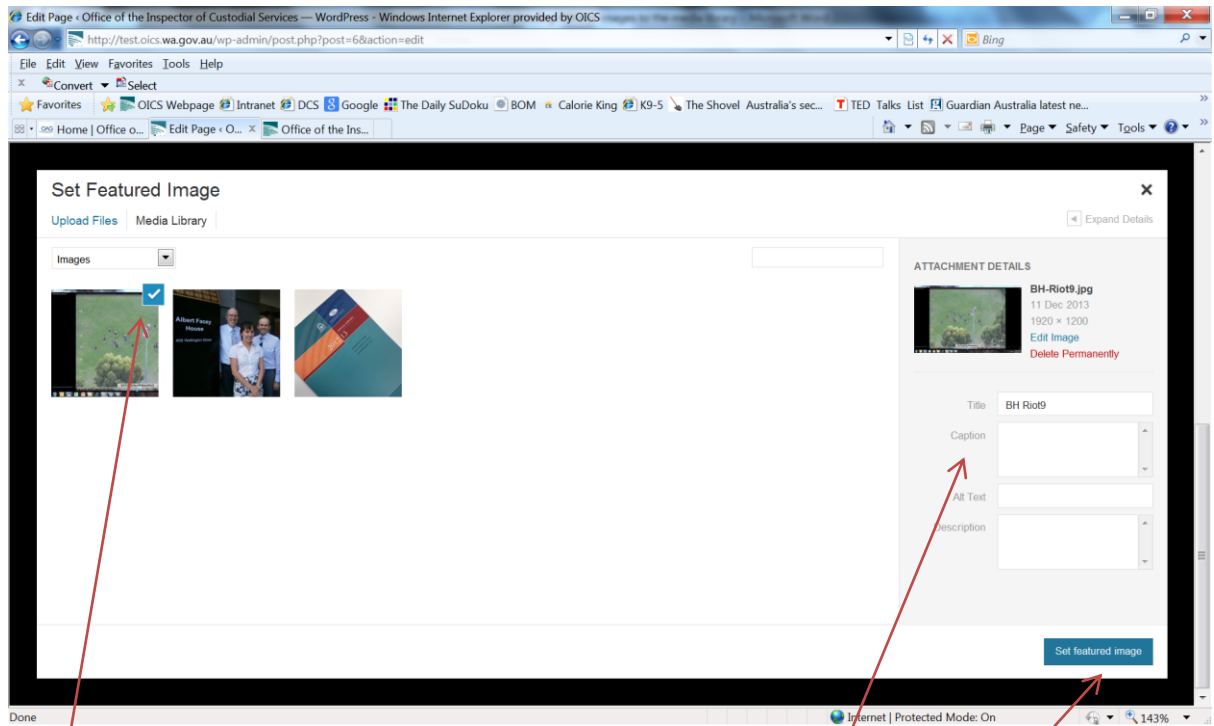 Edit Page ‹ Office of the Inspector of Custodial Services — WordPress - Windows Internet Explorer provided by OICS
http://test.oics.wa.gov.au/wp-admin/post.php?post=6&action=edit
Bing
File Edit View Favorites Tools Help
x Convert Select
Favorites OICS Webpage Intranet DCS Google The Daily SuDoku BOM Calorie King K9-5 The Shovel Australia's sec... TED Talks List Guardian Australia latest ne...
Home | Office o... Edit Page ‹ O... x Office of the Ins...
Page Safety Tools
Set Featured Image
Upload Files Media Library
Expand Details
Images
ATTACHMENT DETAILS
BH-Riot9.jpg
11 Dec 2013
1920 × 1200
Edit Image
Delete Permanently
Albert Facey
House
Title BH Riot9
Caption
Alt Text
Description
Set featured image
Done
Internet | Protected Mode: On
143%